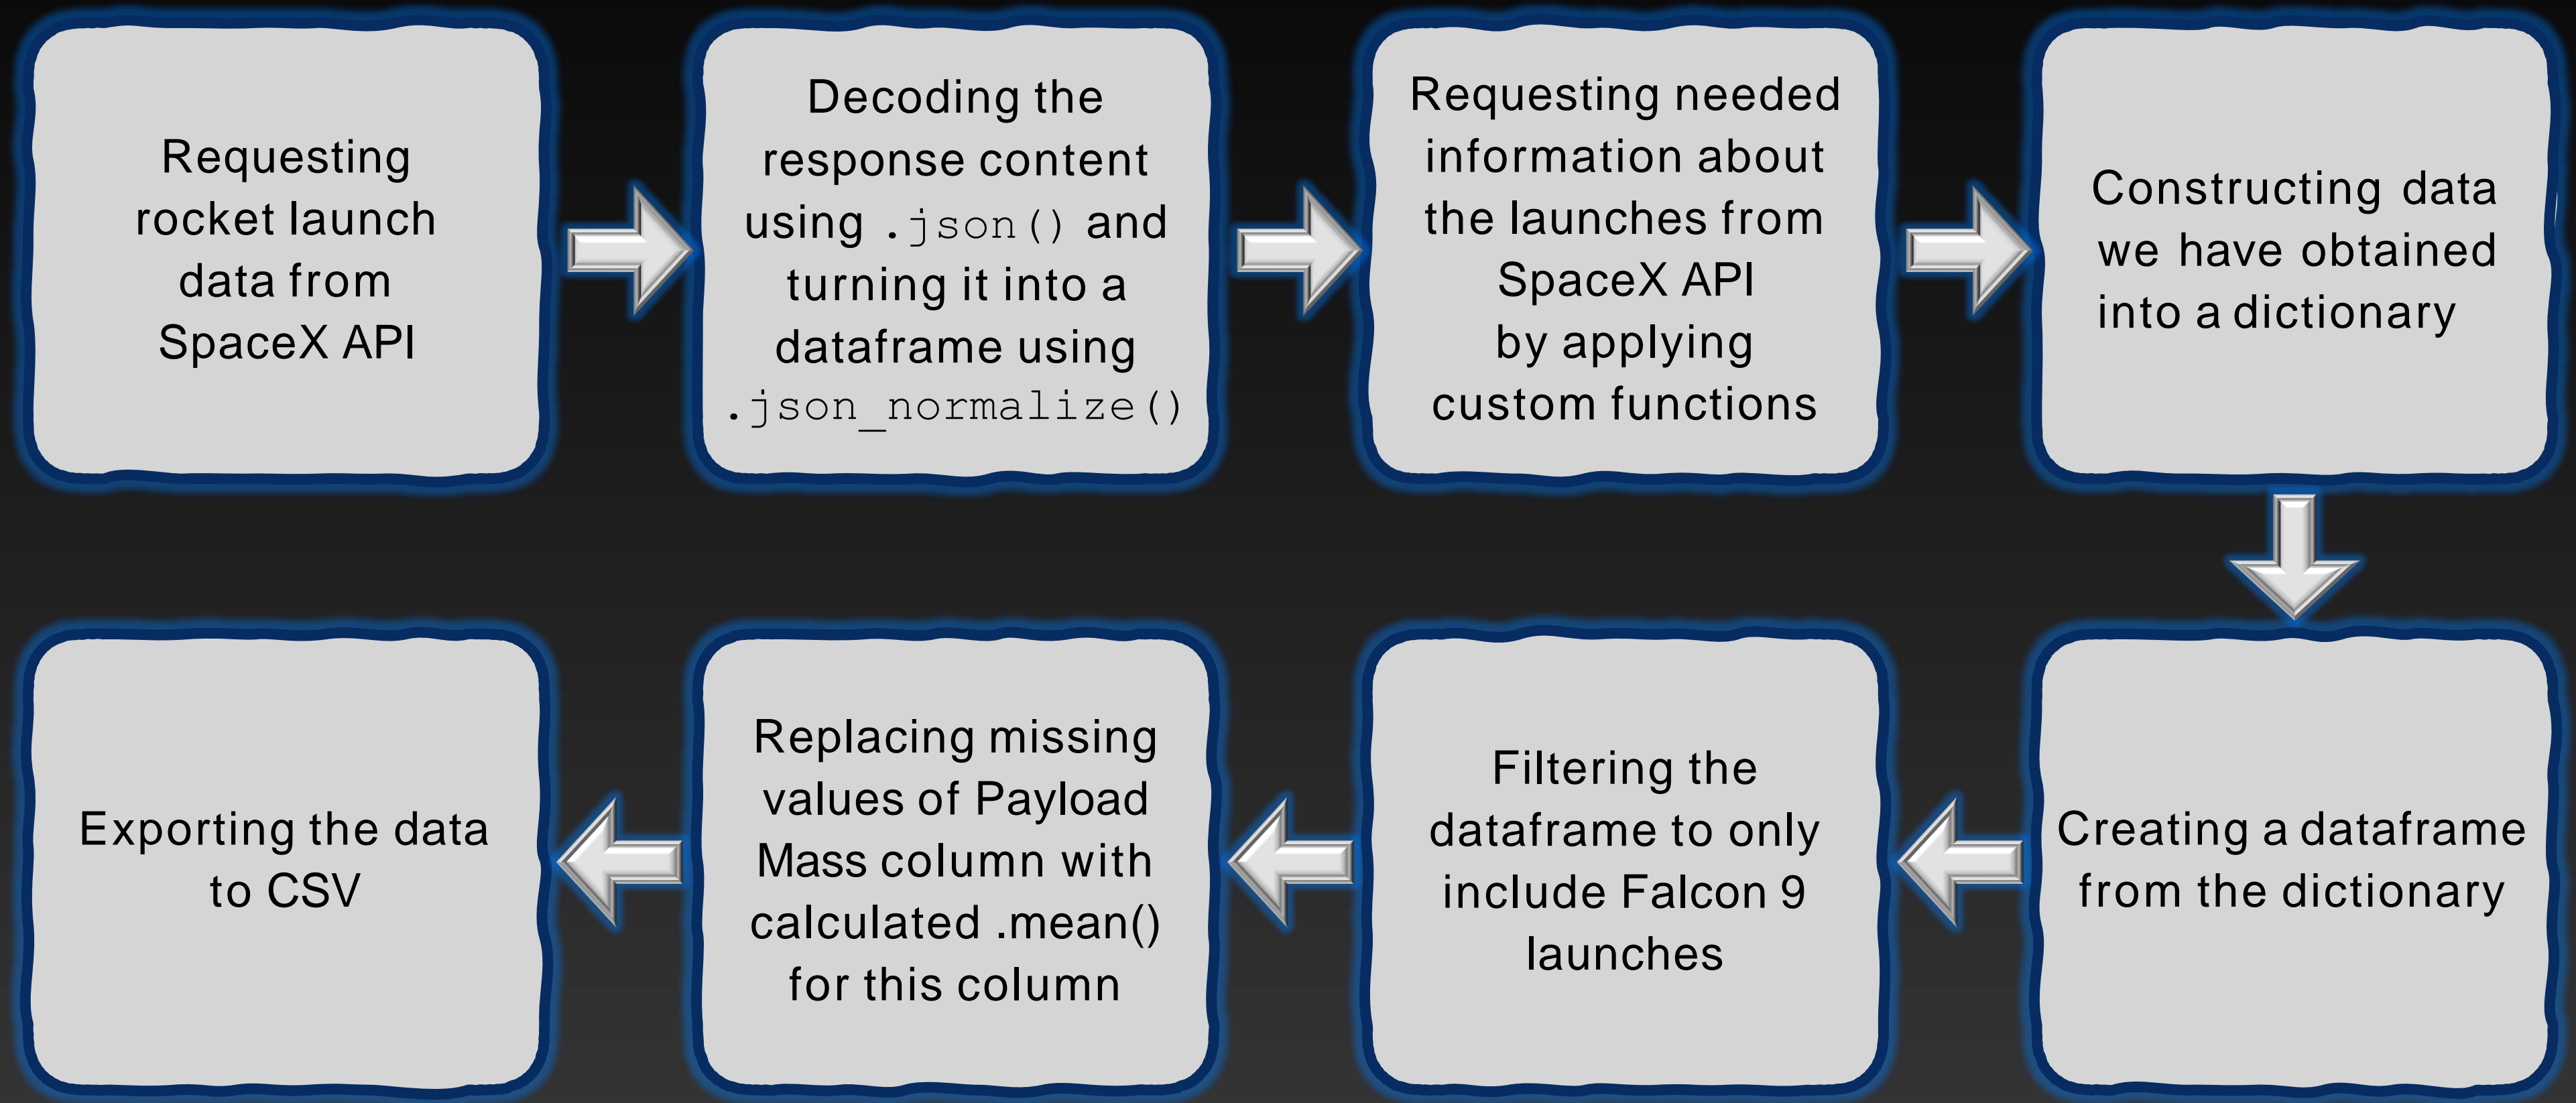 Requesting
rocket launch
data from
SpaceX API
Decoding the
response content
using .json() and
turning it into a
dataframe using
.json_normalize()
Requesting needed
information about
the launches from
SpaceX API
by applying
custom functions
Constructing data
we have obtained
into a dictionary
Creating a dataframe
from the dictionary
Filtering the
dataframe to only
include Falcon 9
launches
Replacing missing
values of Payload
Mass column with
calculated .mean()
for this column
Exporting the data
to CSV